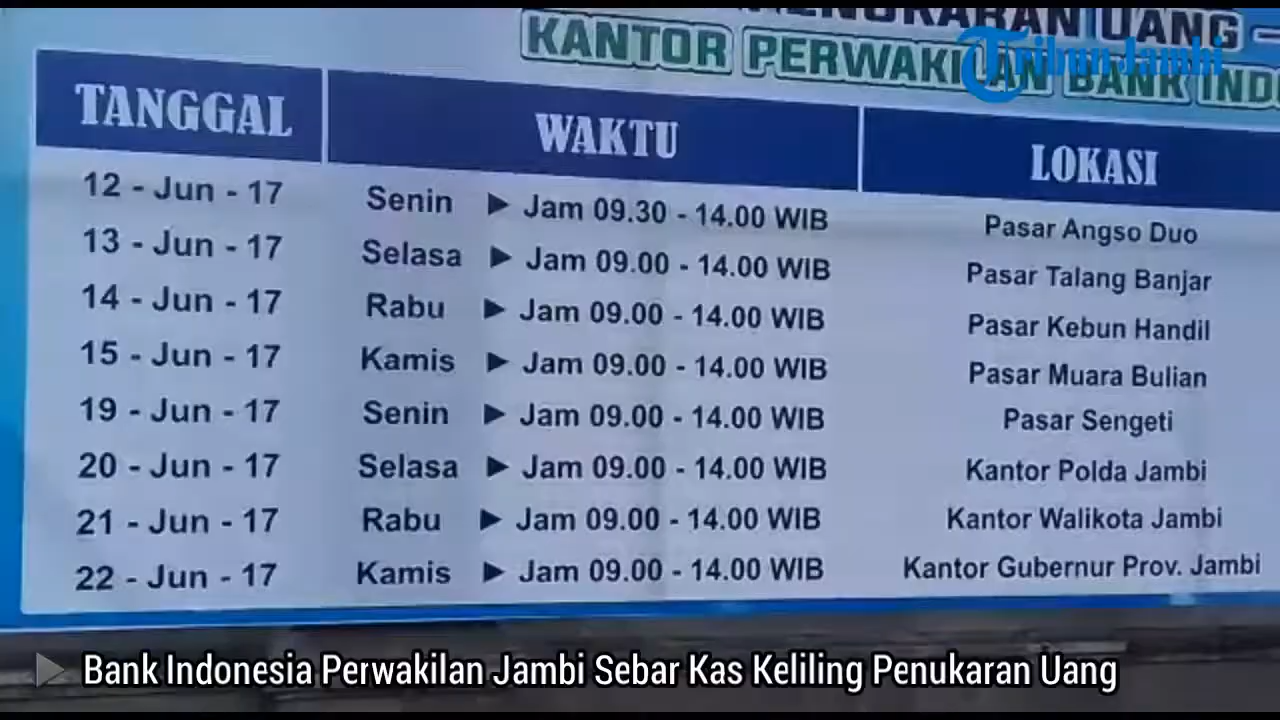 PENUKARAN UANG –
KANTOR PERWAKILAN BANK INDO
Tribun Jambi
TANGGAL WAKTU LOKASI
12 - Jun - 17 Senin ► Jam 09.30 - 14.00 WIB Pasar Angso Duo
13 - Jun - 17 Selasa ► Jam 09.00 - 14.00 WIB Pasar Talang Banjar
14 - Jun - 17 Rabu ► Jam 09.00 - 14.00 WIB Pasar Kebun Handil
15 - Jun - 17 Kamis ► Jam 09.00 - 14.00 WIB Pasar Muara Bulian
19 - Jun - 17 Senin ► Jam 09.00 - 14.00 WIB Pasar Sengeti
20 - Jun - 17 Selasa ► Jam 09.00 - 14.00 WIB Kantor Polda Jambi
21 - Jun - 17 Rabu ► Jam 09.00 - 14.00 WIB Kantor Walikota Jambi
22 - Jun - 17 Kamis ► Jam 09.00 - 14.00 WIB Kantor Gubernur Prov. Jambi
Bank Indonesia Perwakilan Jambi Sebar Kas Keliling Penukaran Uang